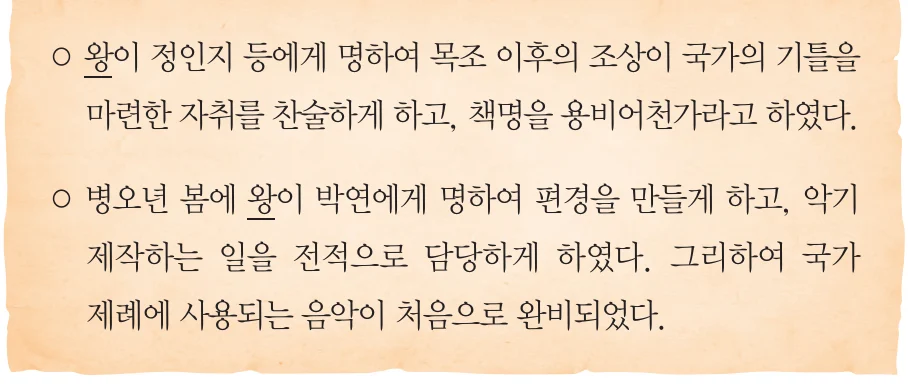 ○ 왕이 정인지 등에게 명하여 목조 이후의 조상이 국가의 기틀을
마련한 자취를 찬술하게 하고, 책명을 용비어천가라고 하였다.
○ 병오년 봄에 왕이 박연에게 명하여 편경을 만들게 하고, 악기
제작하는 일을 전적으로 담당하게 하였다. 그리하여 국가
제례에 사용되는 음악이 처음으로 완비되었다.